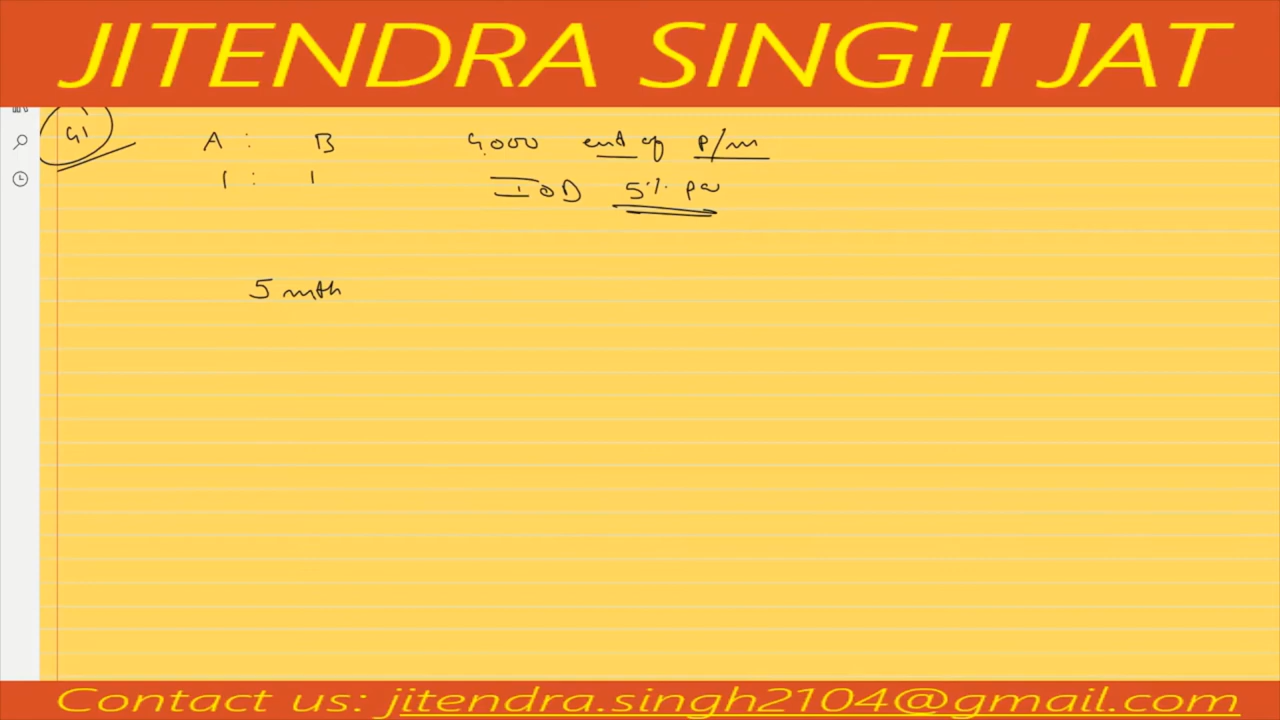 JITENDRA SINGH JAT
41
A : B 4000 end of p/m
1 : 1 IOD 5% pa
5 mth
Contact us: jitendra.singh2104@gmail.com